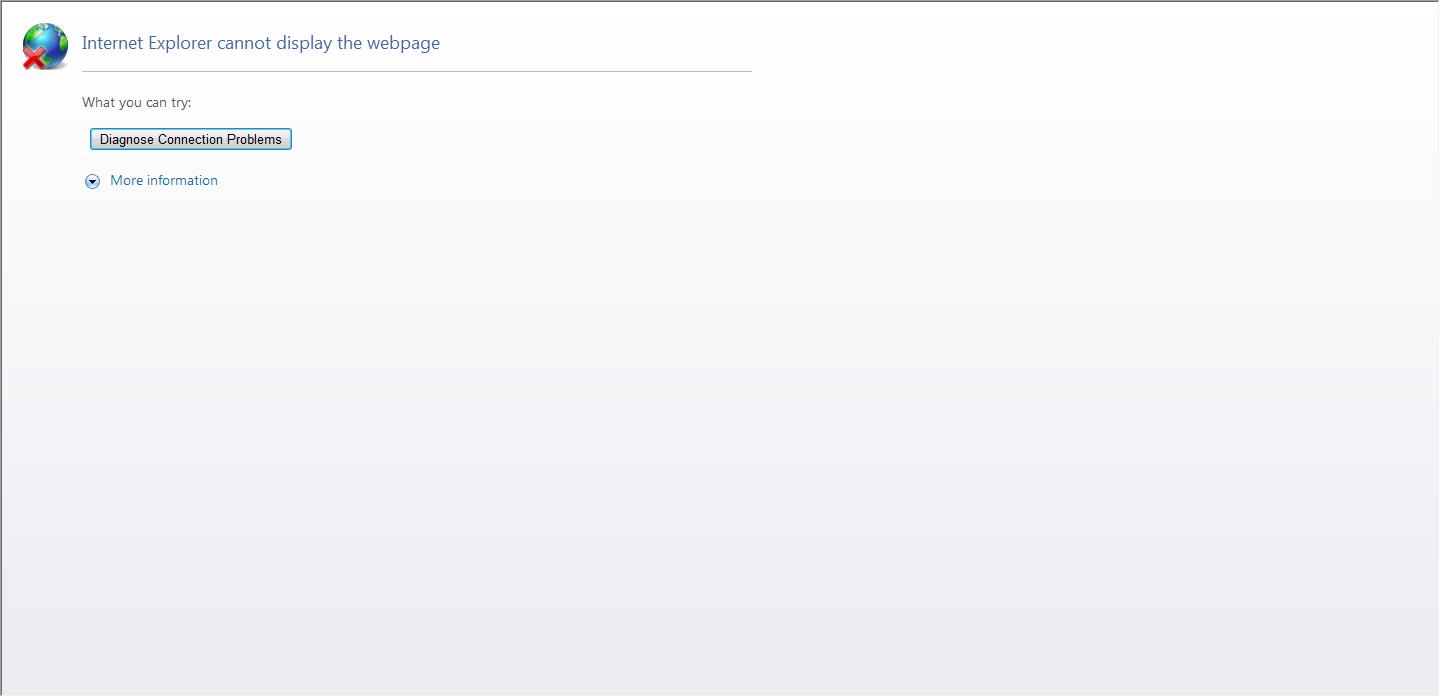 Internet Explorer cannot display the webpage
What you can try:
Diagnose Connection Problems
More information